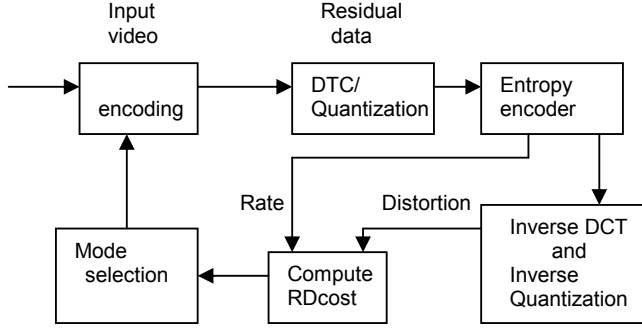 Input
video
Residual
data
encoding
DTC/
Quantization
Entropy
encoder
Rate
Distortion
Mode
selection
Compute
RDcost
Inverse DCT
and
Inverse
Quantization